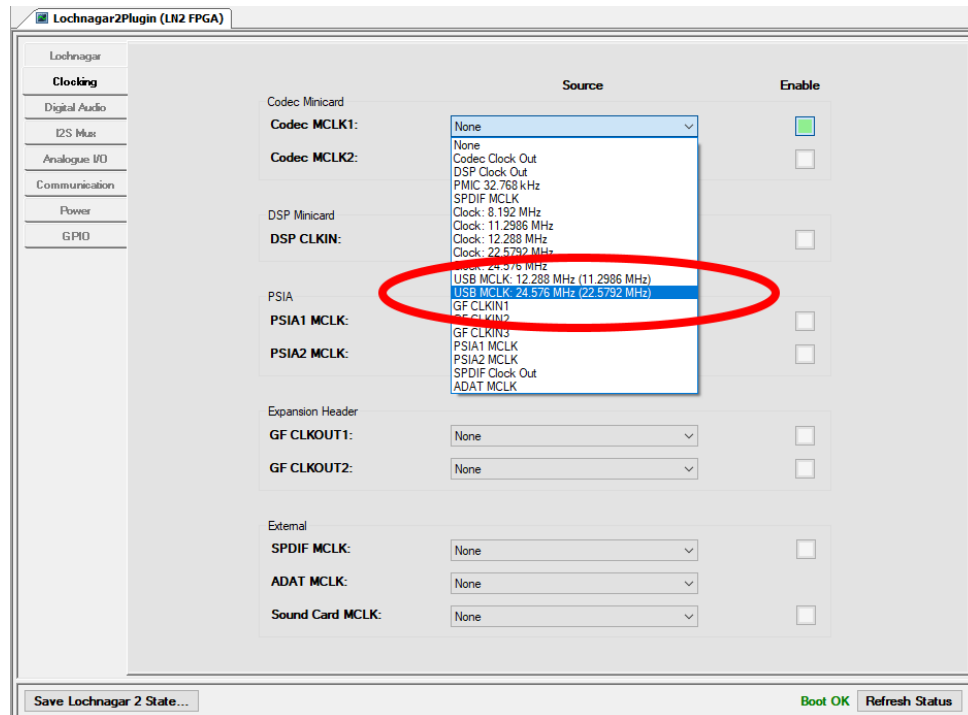 Lochnagar2Plugin (LN2 FPGA)
Lochnagar
Clocking
Digital Audio
I2S Mux
Analogue I/O
Communication
Power
GPIO
Source Enable
Codec Minicard
Codec MCLK1: None
None
Codec Clock Out
Codec MCLK2:
DSP Clock Out
PMIC 32.768 kHz
SPDIF MCLK
Clock: 8.192 MHz
DSP Minicard
Clock: 11.2986 MHz
DSP CLKIN: Clock: 12.288 MHz
Clock: 22.5792 MHz
Clock: 24.576 MHz
USB MCLK: 12.288 MHz (11.2986 MHz)
PSIA
USB MCLK: 24.576 MHz (22.5792 MHz)
GF CLKIN1
PSIA1 MCLK:
GF CLKIN2
GF CLKIN3
PSIA1 MCLK
PSIA2 MCLK:
PSIA2 MCLK
SPDIF Clock Out
ADAT MCLK
Expansion Header
GF CLKOUT1: None
GF CLKOUT2: None
External
SPDIF MCLK: None
ADAT MCLK: None
Sound Card MCLK: None
Save Lochnagar 2 State... Boot OK Refresh Status